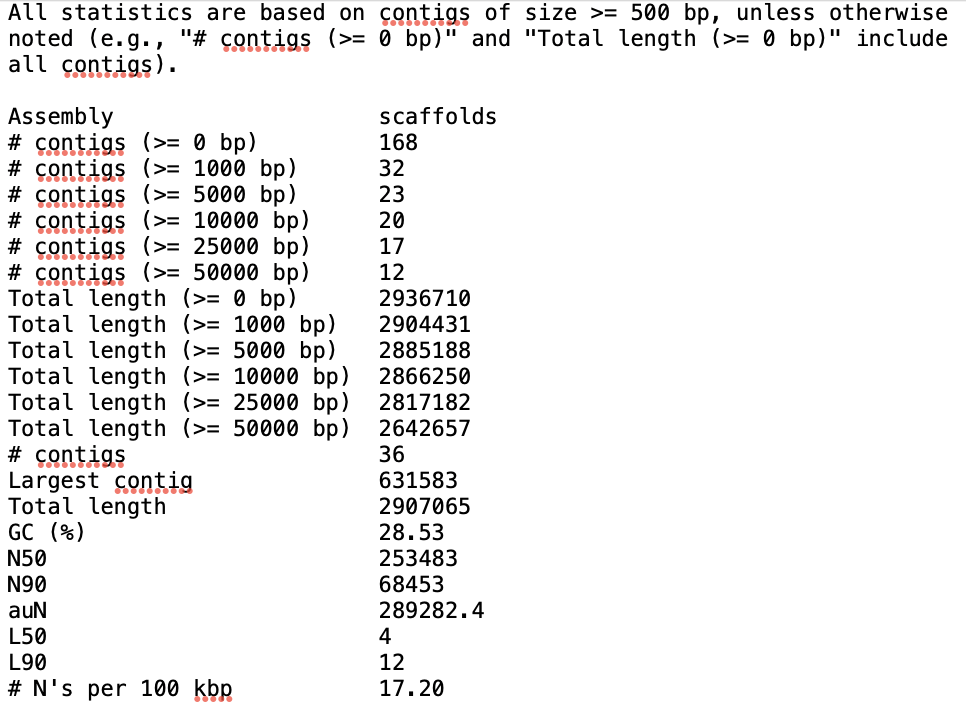 All statistics are based on contigs of size >= 500 bp, unless otherwise
noted (e.g., "# contigs (>= 0 bp)" and "Total length (>= 0 bp)" include
all contigs).
Assembly scaffolds
# contigs (>= 0 bp) 168
# contigs (>= 1000 bp) 32
# contigs (>= 5000 bp) 23
# contigs (>= 10000 bp) 20
# contigs (>= 25000 bp) 17
# contigs (>= 50000 bp) 12
Total length (>= 0 bp) 2936710
Total length (>= 1000 bp) 2904431
Total length (>= 5000 bp) 2885188
Total length (>= 10000 bp) 2866250
Total length (>= 25000 bp) 2817182
Total length (>= 50000 bp) 2642657
# contigs 36
Largest contig 631583
Total length 2907065
GC (%) 28.53
N50 253483
N90 68453
auN 289282.4
L50 4
L90 12
# N's per 100 kbp 17.20